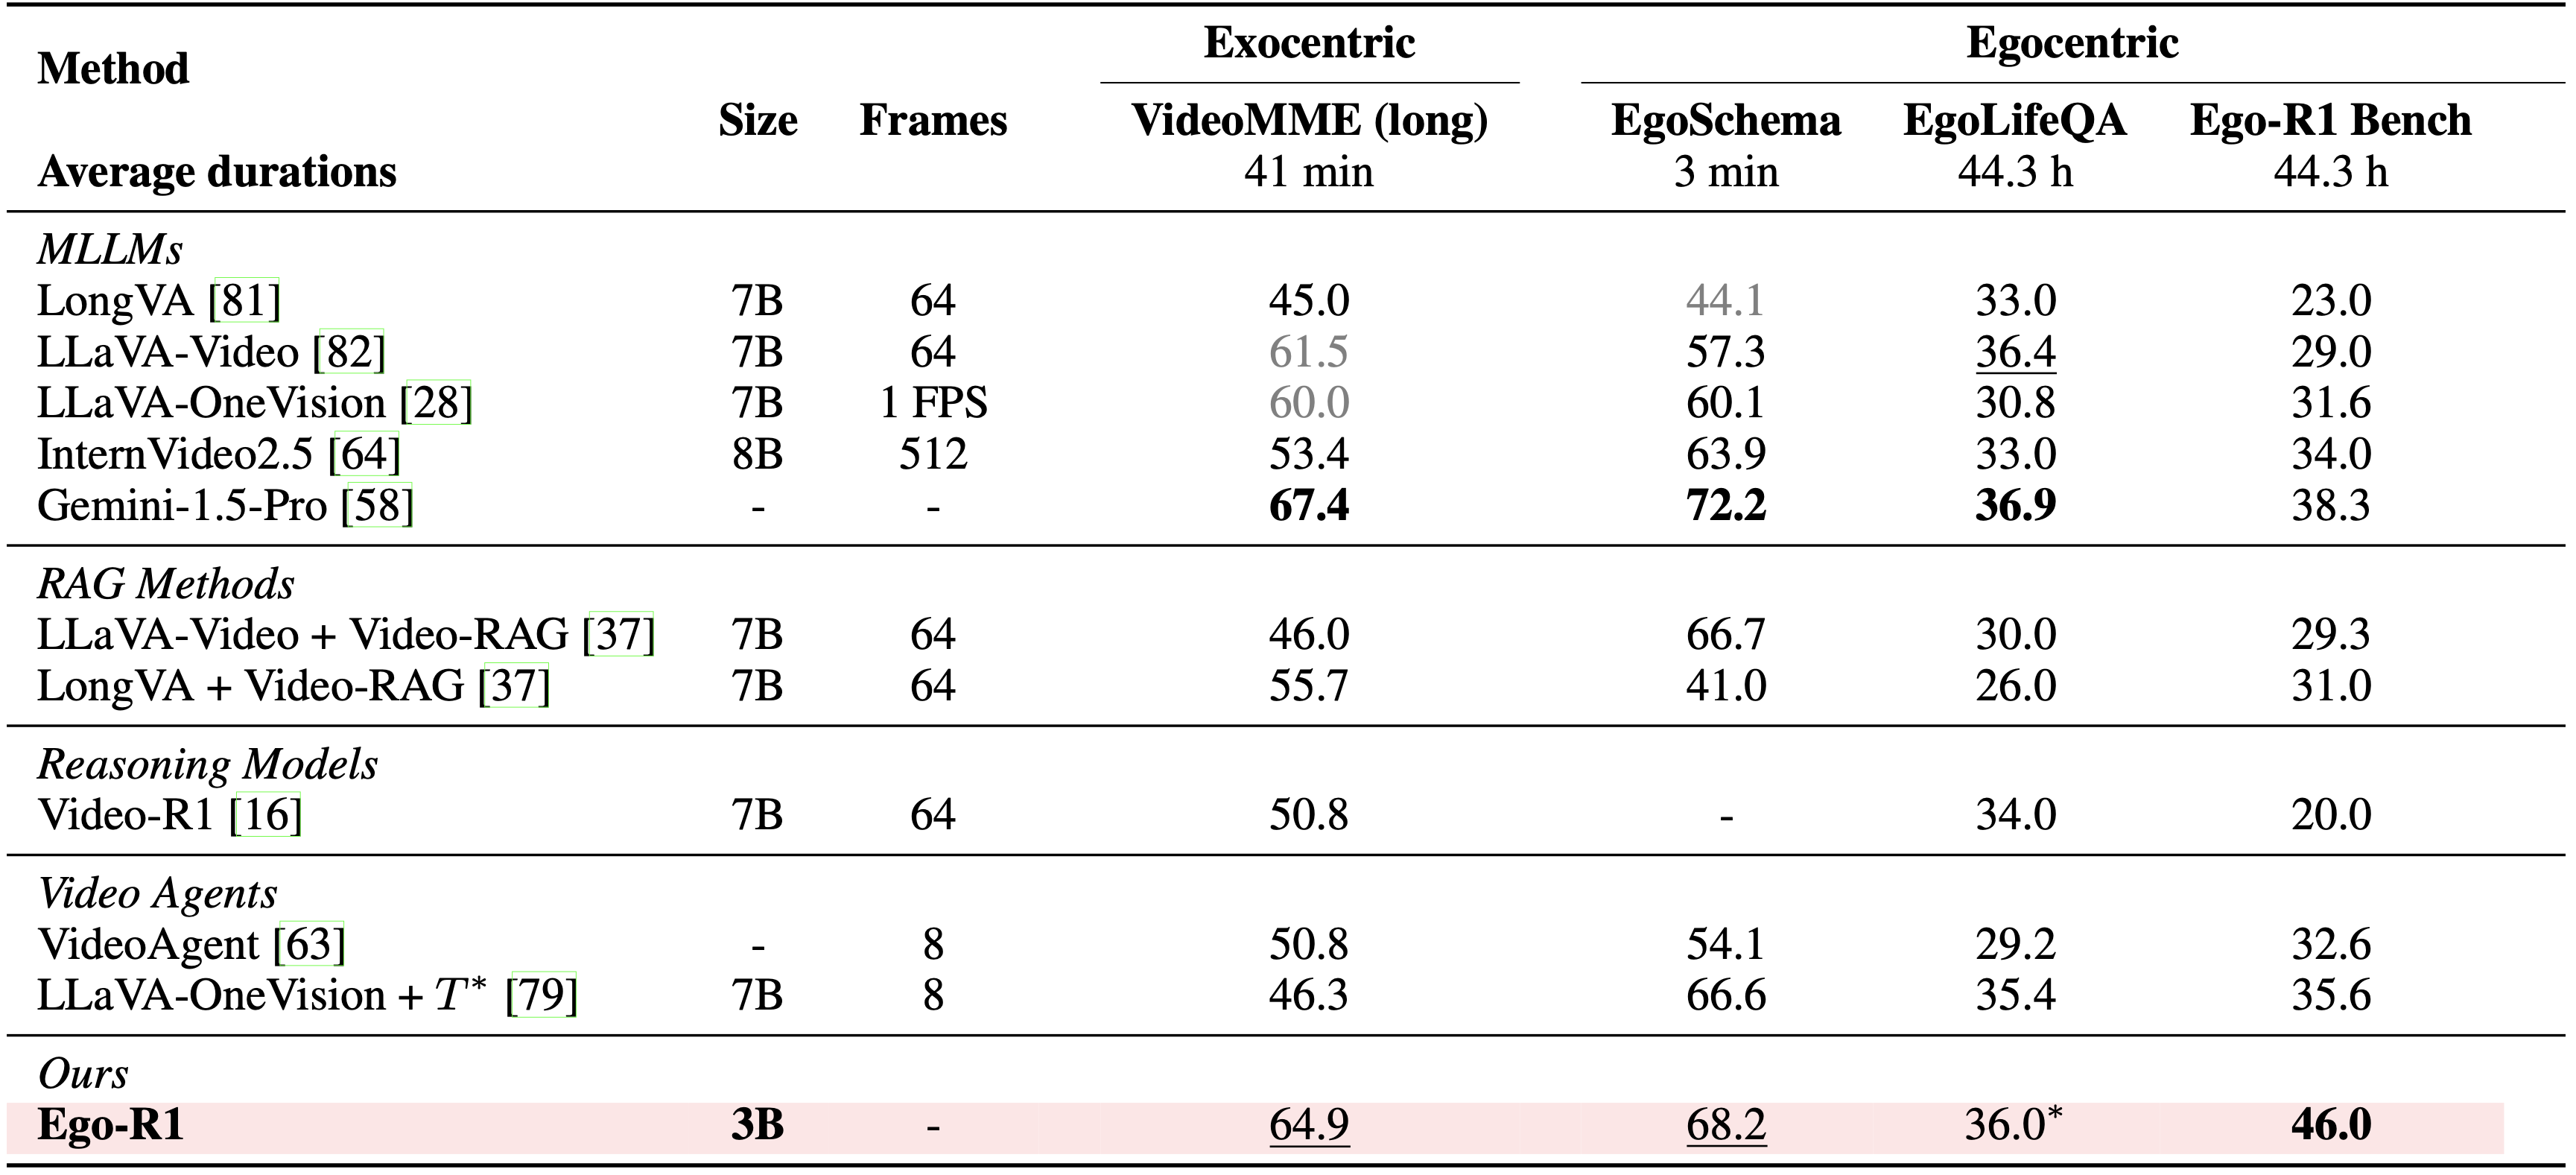 Exocentric Egocentric
Method
Size Frames VideoMME (long) EgoSchema EgoLifeQA Ego-R1 Bench
Average durations 41 min 3 min 44.3 h 44.3 h
MLLMs
LongVA [81] 7B 64 45.0 44.1 33.0 23.0
LLaVA-Video [82] 7B 64 61.5 57.3 36.4 29.0
LLaVA-OneVision [28] 7B 1 FPS 60.0 60.1 30.8 31.6
InternVideo2.5 [64] 8B 512 53.4 63.9 33.0 34.0
Gemini-1.5-Pro [58] - - 67.4 72.2 36.9 38.3
RAG Methods
LLaVA-Video + Video-RAG [37] 7B 64 46.0 66.7 30.0 29.3
LongVA + Video-RAG [37] 7B 64 55.7 41.0 26.0 31.0
Reasoning Models
Video-R1 [16] 7B 64 50.8 - 34.0 20.0
Video Agents
VideoAgent [63] - 8 50.8 54.1 29.2 32.6
LLaVA-OneVision + T* [79] 7B 8 46.3 66.6 35.4 35.6
Ours
Ego-R1 3B - 64.9 68.2 36.0* 46.0